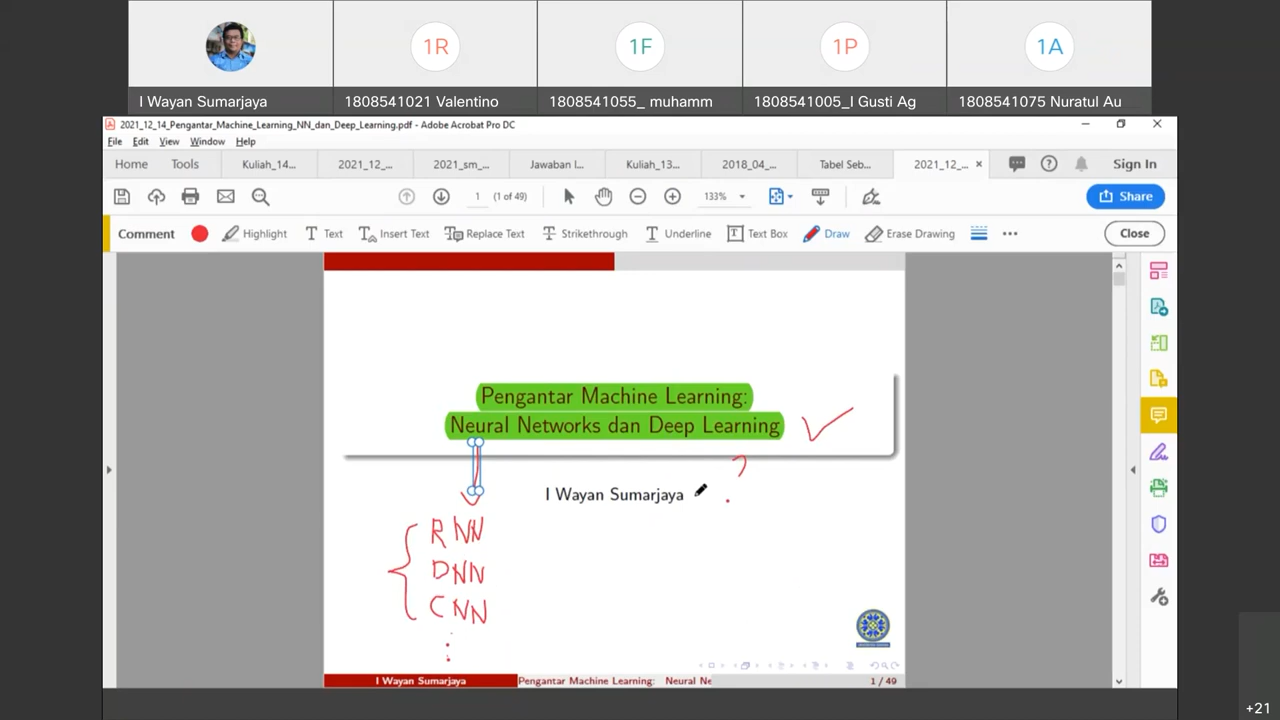 1R
1F
1P
1A
I Wayan Sumarjaya
1808541021 Valentino
1808541055_ muhamm
1808541005_I Gusti Ag
1808541075 Nuratul Au
2021_12_14_Pengantar_Machine_Learning_NN_dan_Deep_Learning.pdf - Adobe Acrobat Pro DC
File Edit View Window Help
Home Tools Kuliah_14... 2021_12_... 2021_sm_... Jawaban I... Kuliah_13... 2018_04_... Tabel Seb... 2021_12_... × Sign In
1 (1 of 49) 133% Share
Comment Highlight Text Insert Text Replace Text Strikethrough Underline Text Box Draw Erase Drawing Close
Pengantar Machine Learning:
Neural Networks dan Deep Learning
?
I Wayan Sumarjaya
RNN
DNN
CNN
I Wayan Sumarjaya Pengantar Machine Learning: Neural Ne 1 / 49
+21